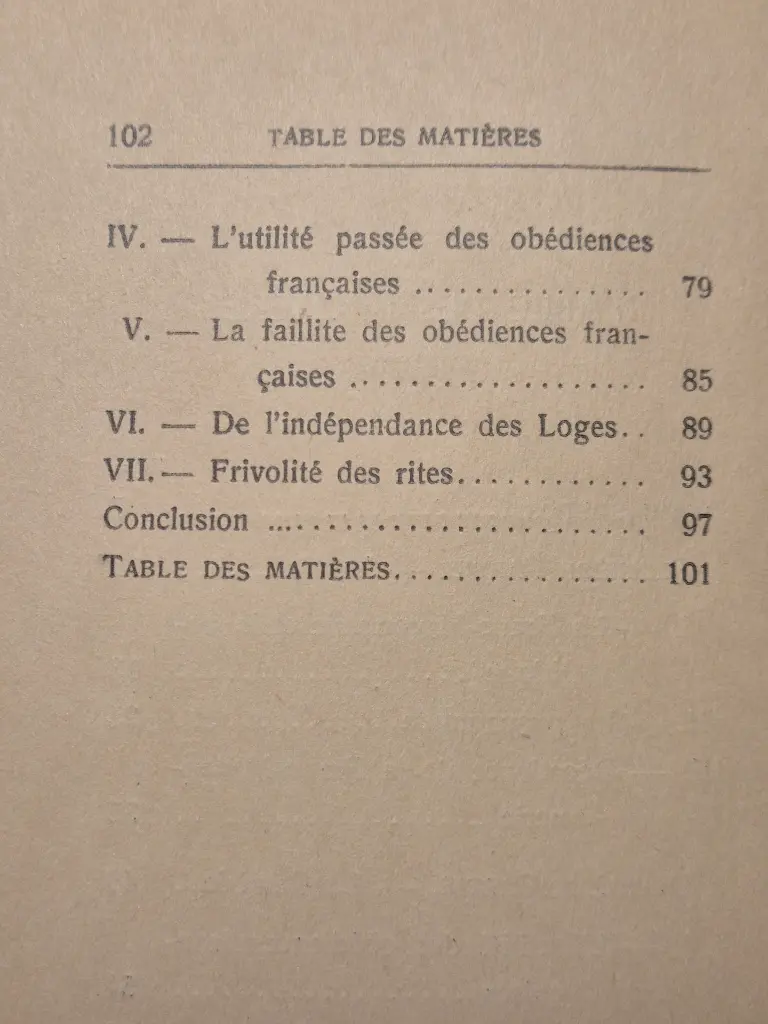 102 TABLE DES MATIÈRES
IV. — L'utilité passée des obédiences
françaises ............... 79
V. — La faillite des obédiences fran-
çaises .................... 85
VI. — De l'indépendance des Loges.. 89
VII. — Frivolité des rites............. 93
Conclusion .......................... 97
TABLE DES MATIÈRES................. 101